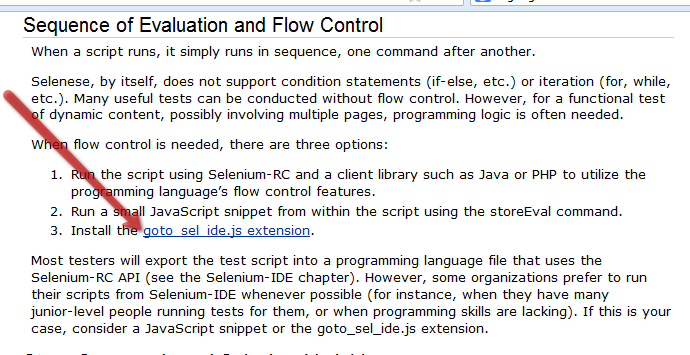 Sequence of Evaluation and Flow Control
When a script runs, it simply runs in sequence, one command after another.
Selenese, by itself, does not support condition statements (if-else, etc.) or iteration (for, while,
etc.). Many useful tests can be conducted without flow control. However, for a functional test
of dynamic content, possibly involving multiple pages, programming logic is often needed.
When flow control is needed, there are three options:
1. Run the script using Selenium-RC and a client library such as Java or PHP to utilize the
programming language’s flow control features.
2. Run a small JavaScript snippet from within the script using the storeEval command.
3. Install the goto_sel_ide.js extension.
Most testers will export the test script into a programming language file that uses the
Selenium-RC API (see the Selenium-IDE chapter). However, some organizations prefer to run
their scripts from Selenium-IDE whenever possible (for instance, when they have many
junior-level people running tests for them, or when programming skills are lacking). If this is your
case, consider a JavaScript snippet or the goto_sel_ide.js extension.